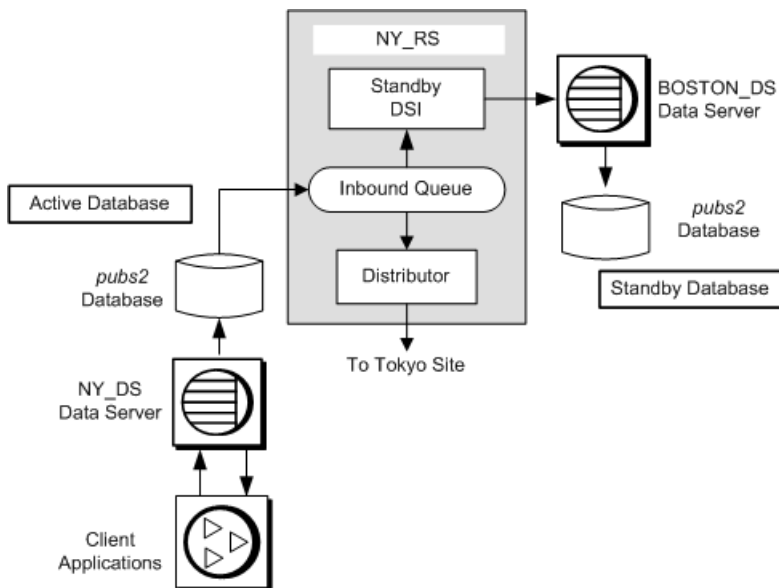 NY_RS
Standby
DSI
BOSTON_DS
Data Server
Inbound Queue
Active Database
pubs2
Database
pubs2
Database
Distributor
Standby Database
To Tokyo Site
NY_DS
Data Server
Client
Applications